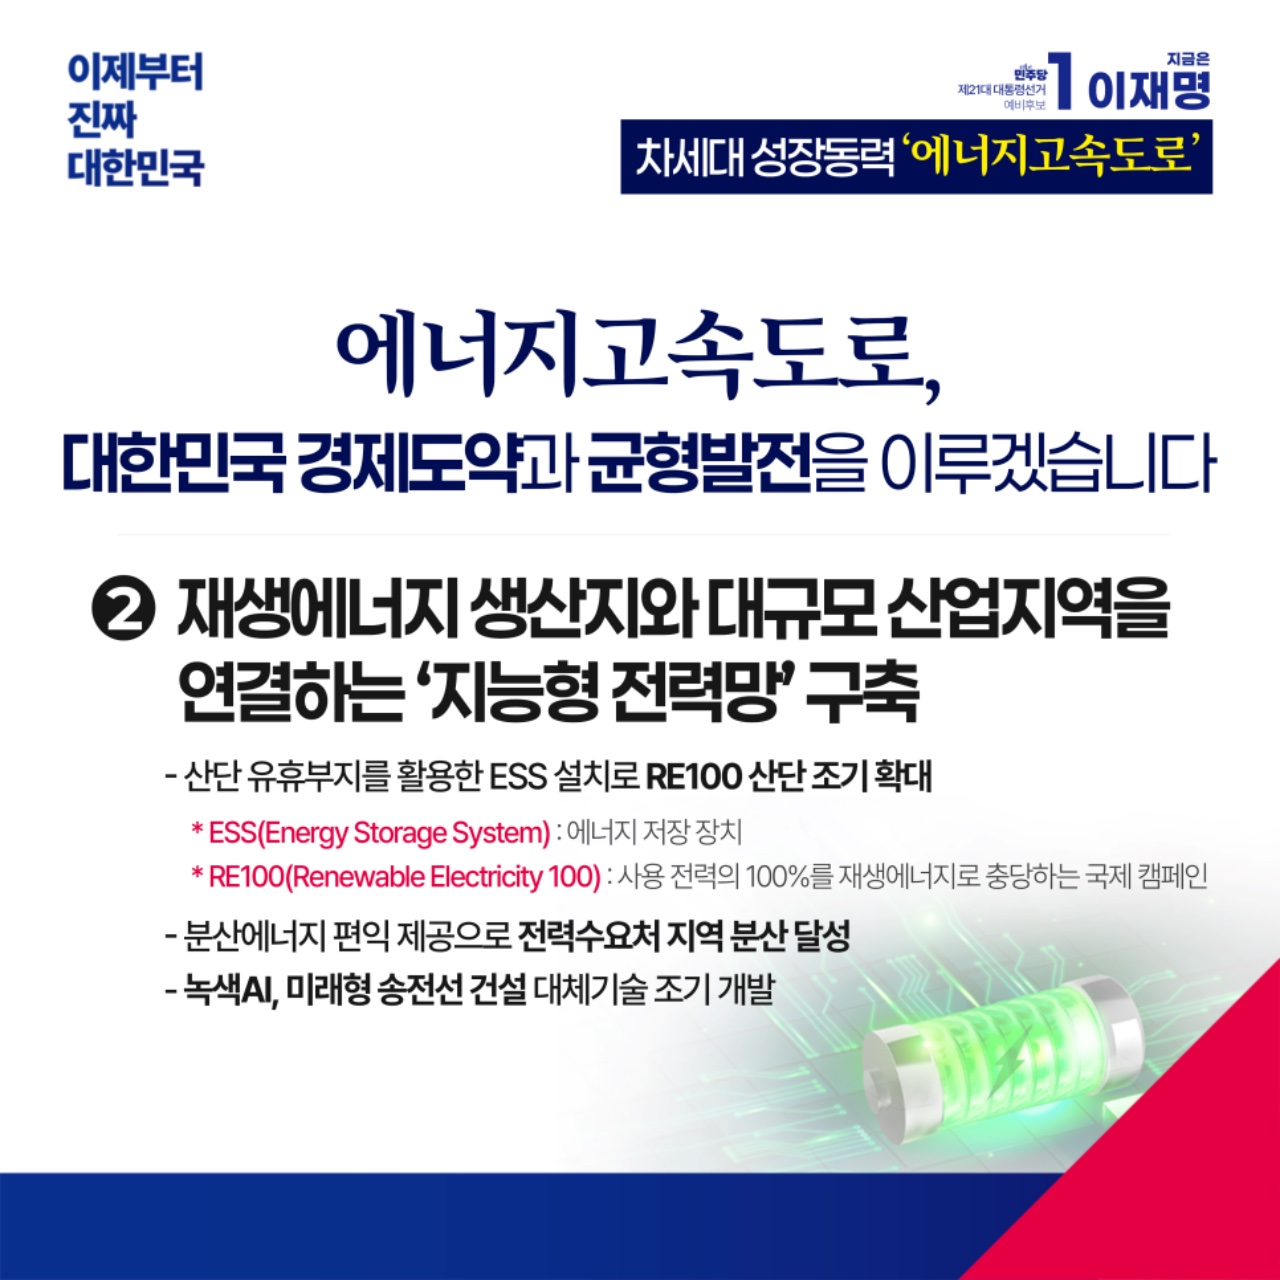 이제부터
진짜
대한민국
민주당
제21대 대통령선거
예비후보
1
지금은
이재명
차세대 성장동력 ‘에너지고속도로’
에너지고속도로,
대한민국 경제도약과 균형발전을 이루겠습니다
❷ 재생에너지 생산지와 대규모 산업지역을
연결하는 ‘지능형 전력망’ 구축
- 산단 유휴부지를 활용한 ESS 설치로 RE100 산단 조기 확대
* ESS(Energy Storage System) : 에너지 저장 장치
* RE100(Renewable Electricity 100) : 사용 전력의 100%를 재생에너지로 충당하는 국제 캠페인
- 분산에너지 편익 제공으로 전력수요처 지역 분산 달성
- 녹색AI, 미래형 송전선 건설 대체기술 조기 개발